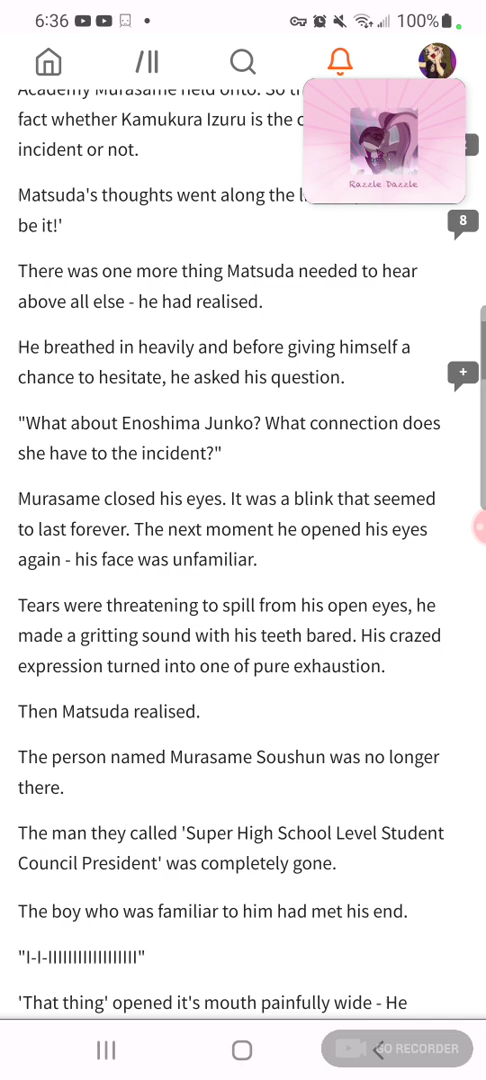 6:36
100%
Academy Murasame held onto. So th
fact whether Kamukura Izuru is the c
incident or not.
Razzle Dazzle
Matsuda's thoughts went along the l
be it!'
8
There was one more thing Matsuda needed to hear
above all else - he had realised.
He breathed in heavily and before giving himself a
chance to hesitate, he asked his question.
+
"What about Enoshima Junko? What connection does
she have to the incident?"
Murasame closed his eyes. It was a blink that seemed
to last forever. The next moment he opened his eyes
again - his face was unfamiliar.
Tears were threatening to spill from his open eyes, he
made a gritting sound with his teeth bared. His crazed
expression turned into one of pure exhaustion.
Then Matsuda realised.
The person named Murasame Soushun was no longer
there.
The man they called 'Super High School Level Student
Council President' was completely gone.
The boy who was familiar to him had met his end.
"I-I-IIIIIIIIIIIIIIIIII"
'That thing' opened it's mouth painfully wide - He
GO RECORDER